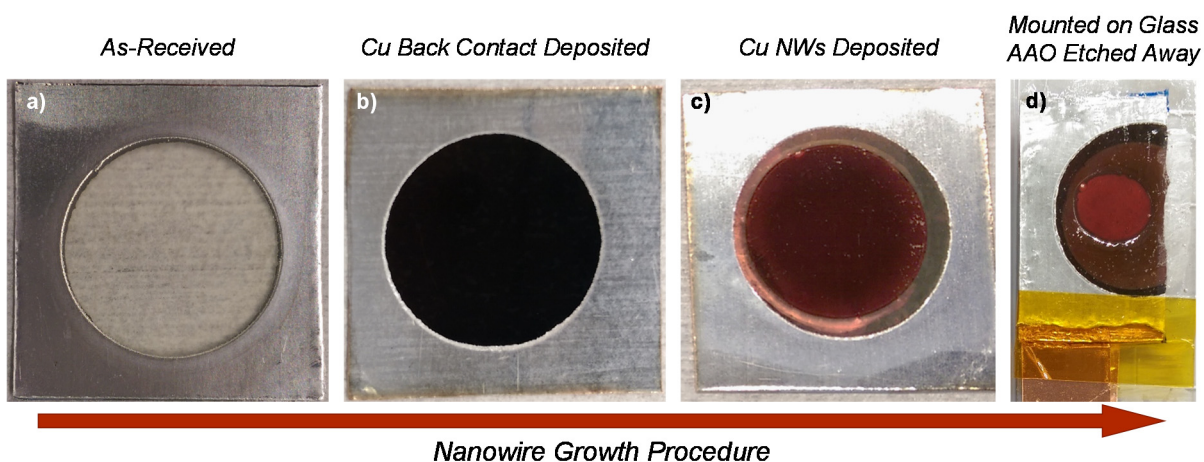 As-Received
Cu Back Contact Deposited
Cu NWs Deposited
Mounted on Glass
AAO Etched Away
a)
b)
c)
d)
Nanowire Growth Procedure